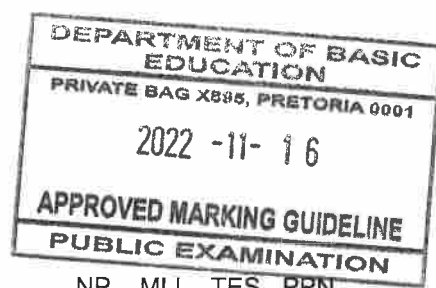 DEPARTMENT OF BASIC
EDUCATION
PRIVATE BAG X895, PRETORIA 0001
2022 -11- 16
APPROVED MARKING GUIDELINE
PUBLIC EXAMINATION